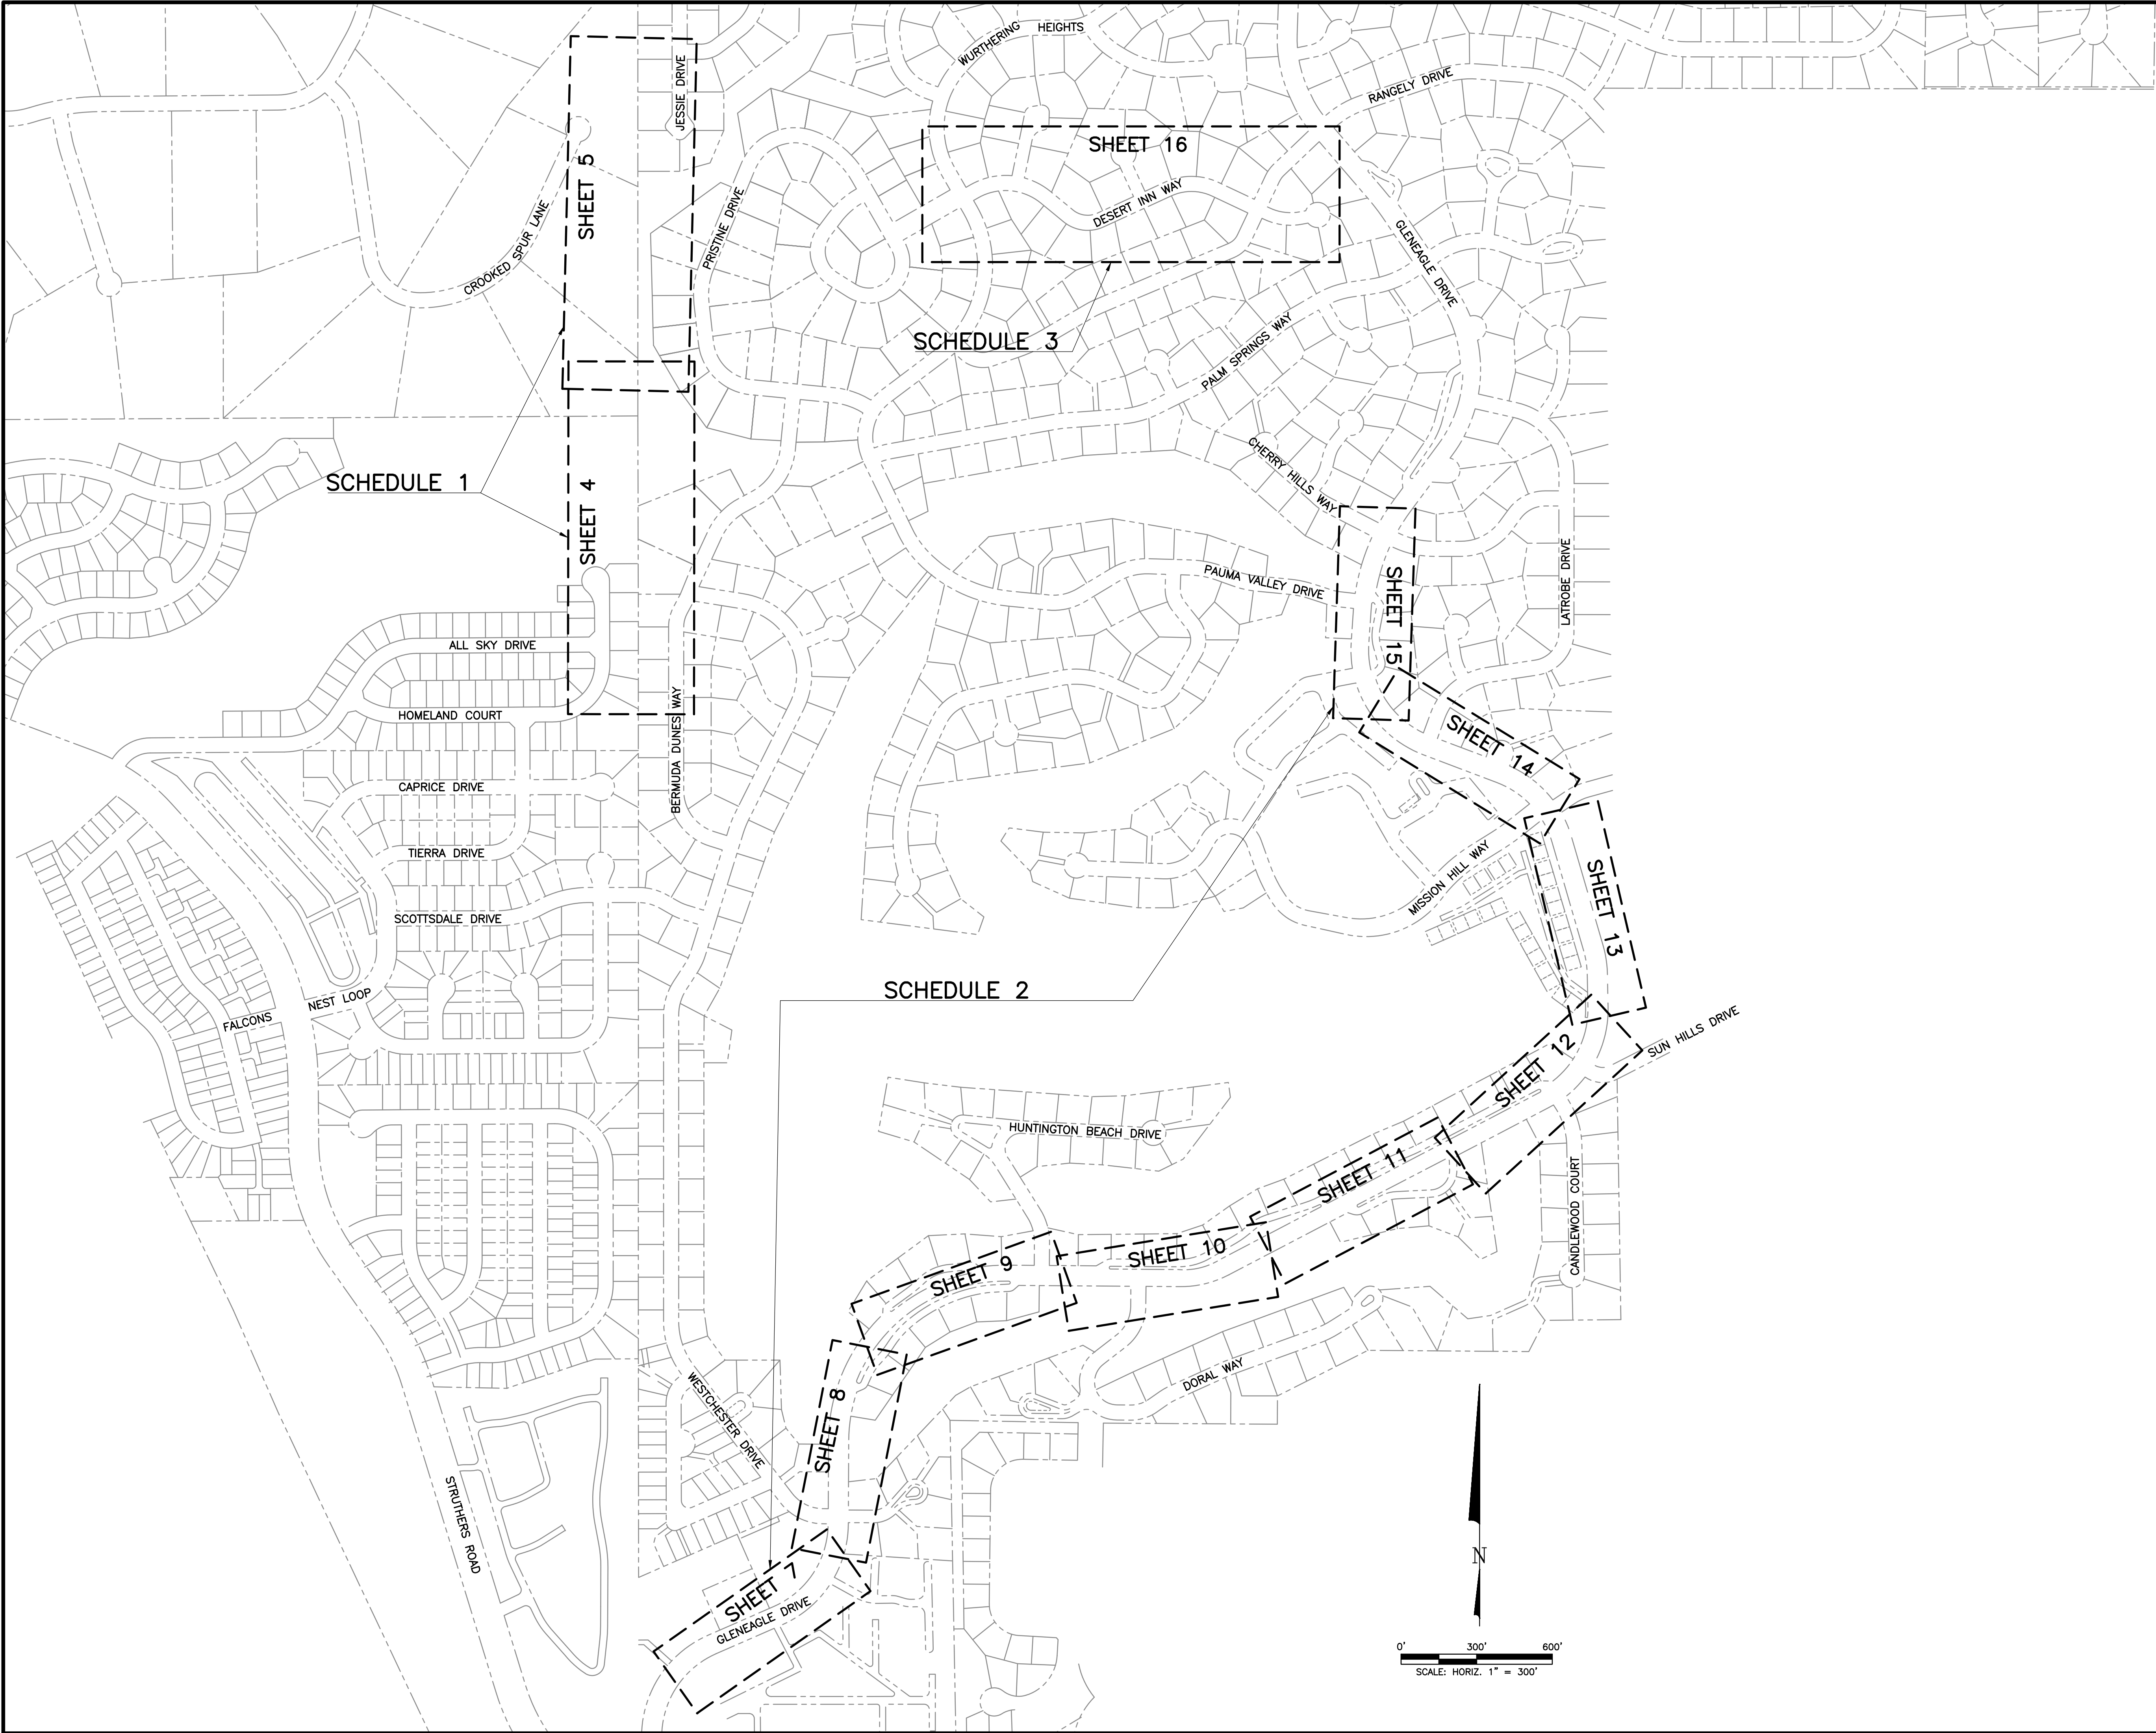 WURTHERING HEIGHTS
JESSIE DRIVE
RANGELY DRIVE
SHEET 16
SHEET 5
DESERT INN WAY
CROOKED SPUR LANE
PRISTINE DRIVE
GLENEAGLE DRIVE
SCHEDULE 3
PALM SPRINGS WAY
SCHEDULE 1
SHEET 4
CHERRY HILLS WAY
PAUMA VALLEY DRIVE
SHEET 15
LATROBE DRIVE
ALL SKY DRIVE
HOMELAND COURT
BERMUDA DUNES WAY
SHEET 14
CAPRICE DRIVE
TIERRA DRIVE
MISSION HILL WAY
SHEET 13
SCOTTSDALE DRIVE
SCHEDULE 2
FALCONS NEST LOOP
SUN HILLS DRIVE
SHEET 12
HUNTINGTON BEACH DRIVE
SHEET 11
CANDLEWOOD COURT
SHEET 10
SHEET 9
DORAL WAY
WESTCHESTER DRIVE
SHEET 8
STRUTHERS ROAD
SHEET 7
GLENEAGLE DRIVE
N
0' 300' 600'
SCALE: HORIZ. 1" = 300'